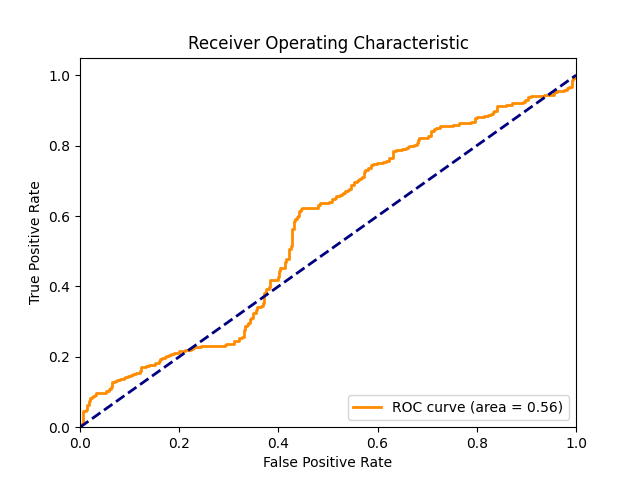 Receiver Operating Characteristic
True Positive Rate
1.0
0.8
0.6
0.4
0.2
0.0
ROC curve (area = 0.56)
0.0 0.2 0.4 0.6 0.8 1.0
False Positive Rate